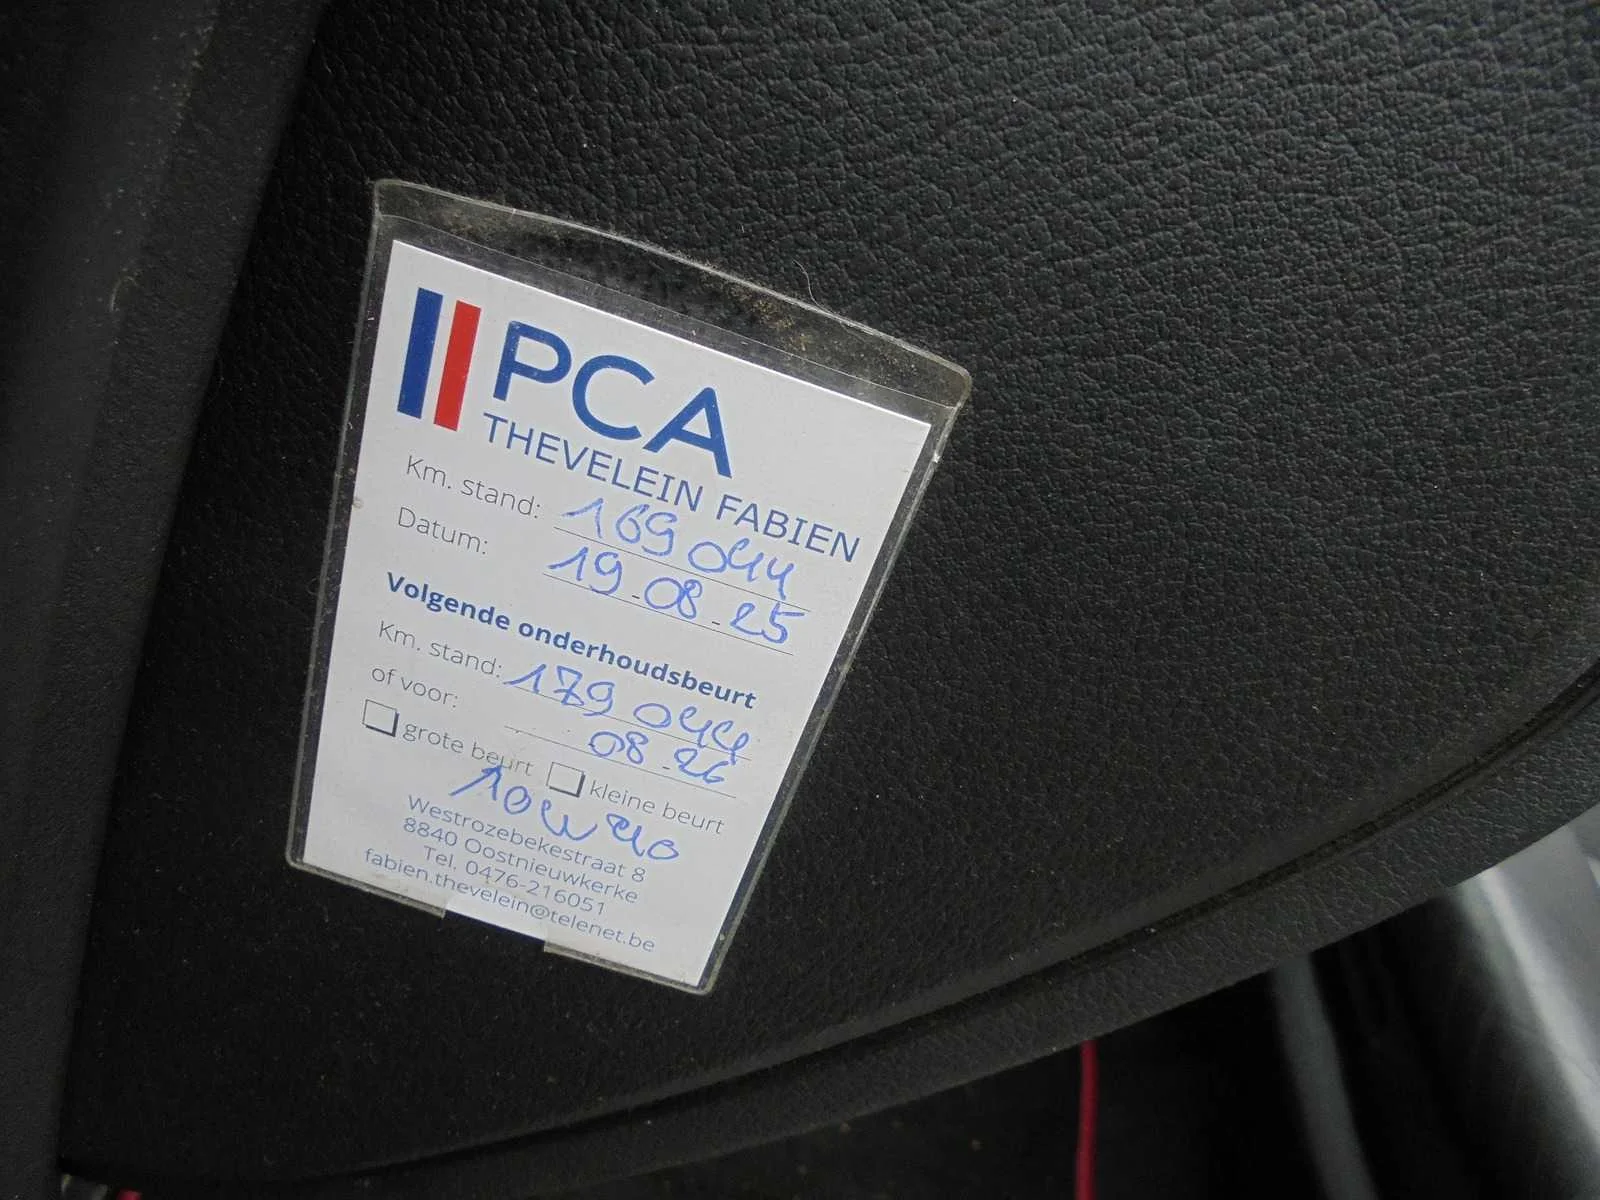 PCA
THEVELEIN FABIEN
Km. stand: 169 044
Datum: 19-08-25
Volgende onderhoudsbeurt
Km. stand: 179 044
of voor: 08-26
grote beurt kleine beurt
10W40
Westrozebekestraat 8
8840 Oostnieuwkerke
Tel. 0476-216051
fabien.thevelein@telenet.be